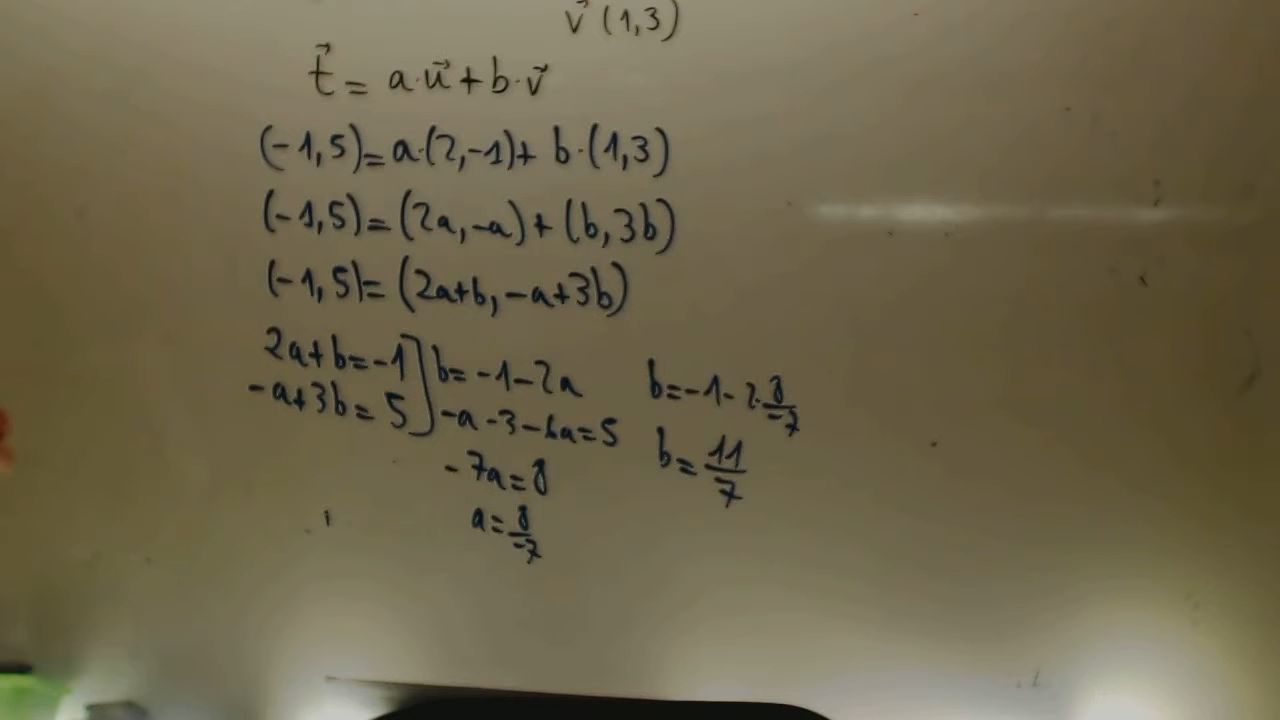 v⃗ (1,3)
t⃗ = a·u⃗ + b·v⃗
(-1,5) = a·(2,-1) + b·(1,3)
(-1,5) = (2a,-a) + (b,3b)
(-1,5) = (2a+b, -a+3b)
2a+b=-1
-a+3b=5
b=-1-2a
-a-3-6a=5
-7a=8
a=8/-7
b=-1-2·8/-7
b=11/7